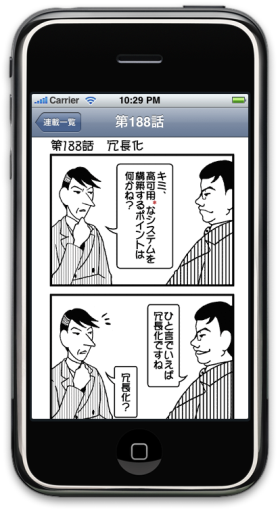 Carrier
10:29 PM
連載一覧
第188話
第188話 冗長化
キミ、
高可用*なシステムを
構築するポイントは
何かね?
ひと言でいえば
冗長化ですね
冗長化?